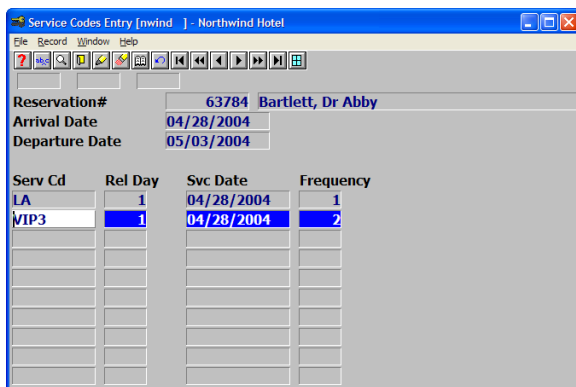 Service Codes Entry [nwind ] - Northwind Hotel
File Record Window Help
Reservation# 63784 Bartlett, Dr Abby
Arrival Date 04/28/2004
Departure Date 05/03/2004
Serv Cd Rel Day Svc Date Frequency
LA 1 04/28/2004 1
VIP3 1 04/28/2004 2